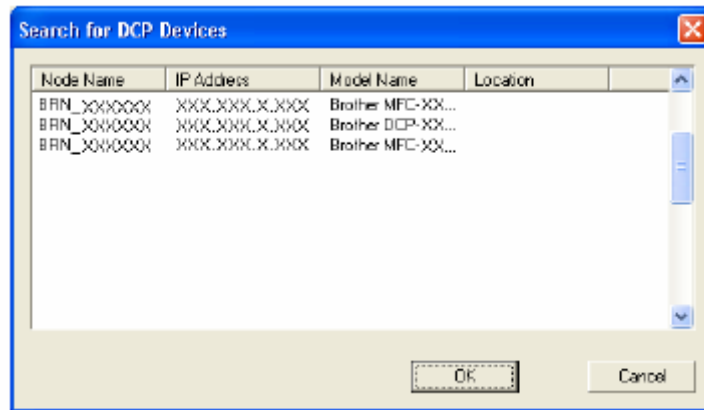 Search for DCP Devices
Node Name IP Address Model Name Location
BRN_XXXXXX XXX.XXX.X.XXX Brother MFC-XX...
BRN_XXXXXX XXX.XXX.X.XXX Brother DCP-XX...
BRN_XXXXXX XXX.XXX.X.XXX Brother MFC-XX...
OK Cancel